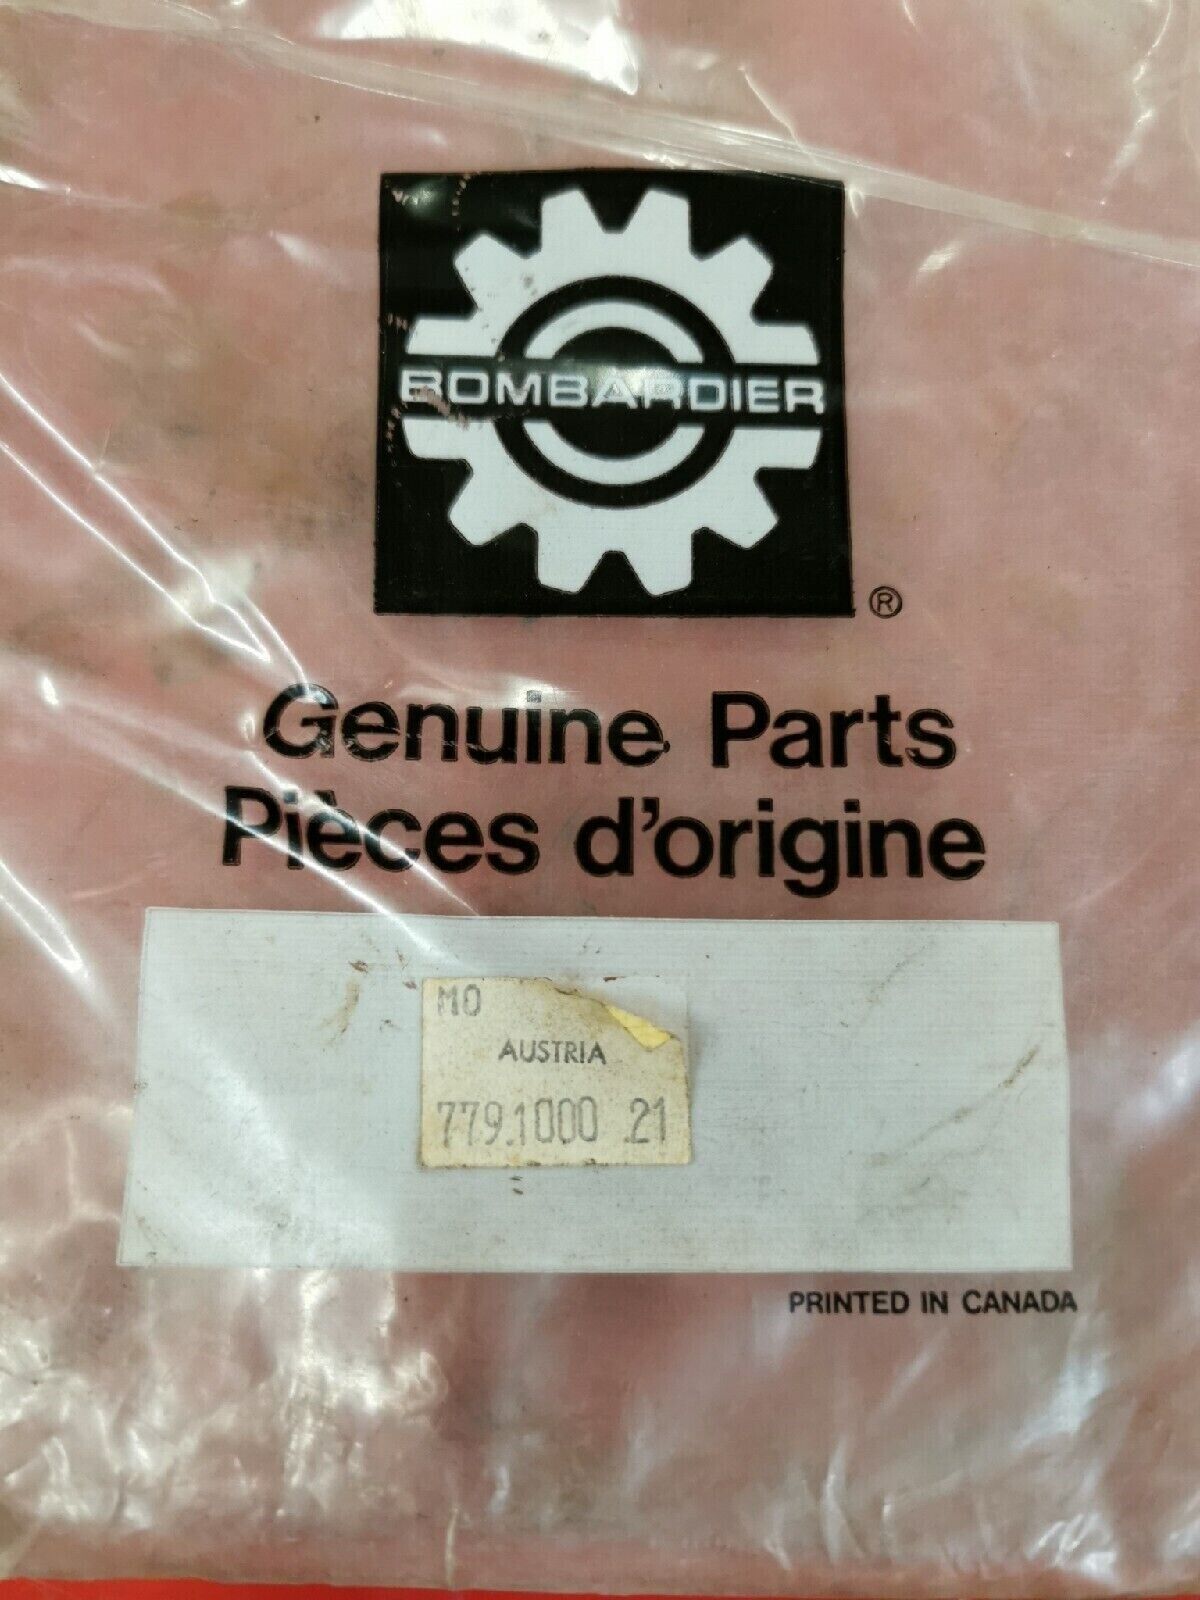 BOMBARDIER
®
Genuine Parts
Pièces d'origine
MO
AUSTRIA
779.1000 .21
PRINTED IN CANADA